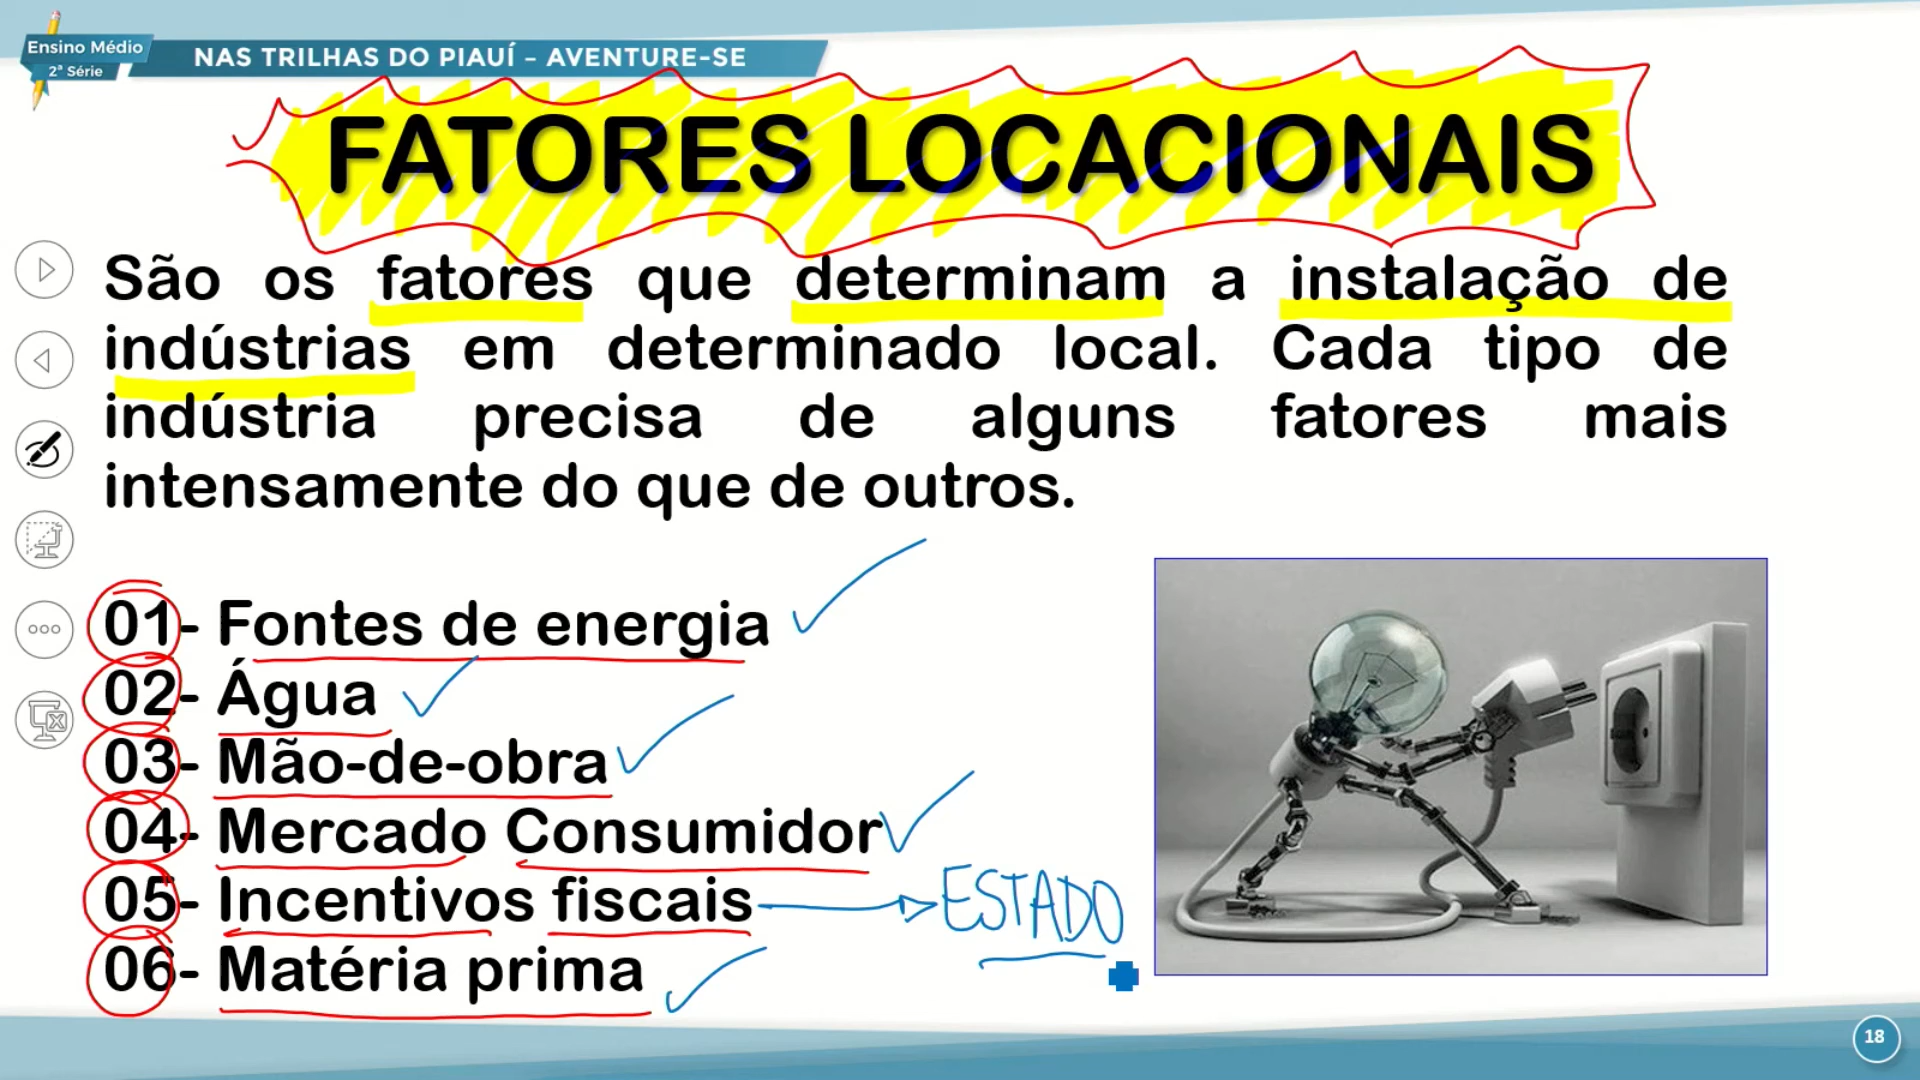 Ensino Médio
2ª Série
NAS TRILHAS DO PIAUÍ – AVENTURE-SE
FATORES LOCACIONAIS
São os fatores que determinam a instalação de
indústrias em determinado local. Cada tipo de
indústria precisa de alguns fatores mais
intensamente do que de outros.
01- Fontes de energia
02- Água
03- Mão-de-obra
04- Mercado Consumidor
05- Incentivos fiscais
ESTADO
06- Matéria prima
18